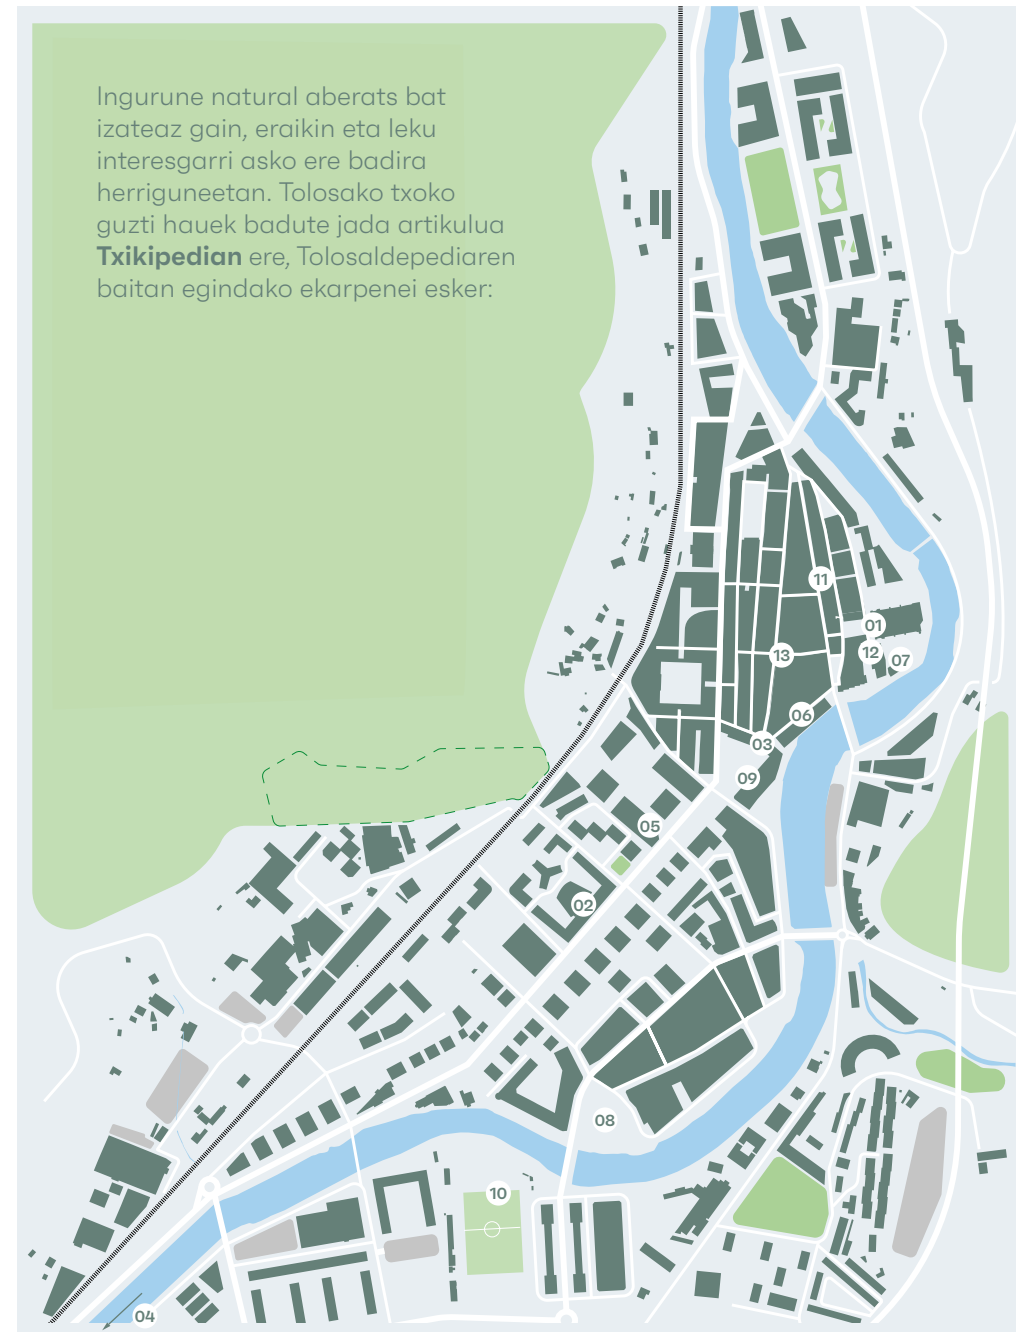 Ingurune natural aberats bat
izateaz gain, eraikin eta leku
interesgarri asko ere badira
herriguneetan. Tolosako txoko
guzti hauek badute jada artikulua
Txikipedian ere, Tolosaldepediaren
baitan egindako ekarpenei esker:
11
01
12
07
13
06
03
09
05
02
08
10
04